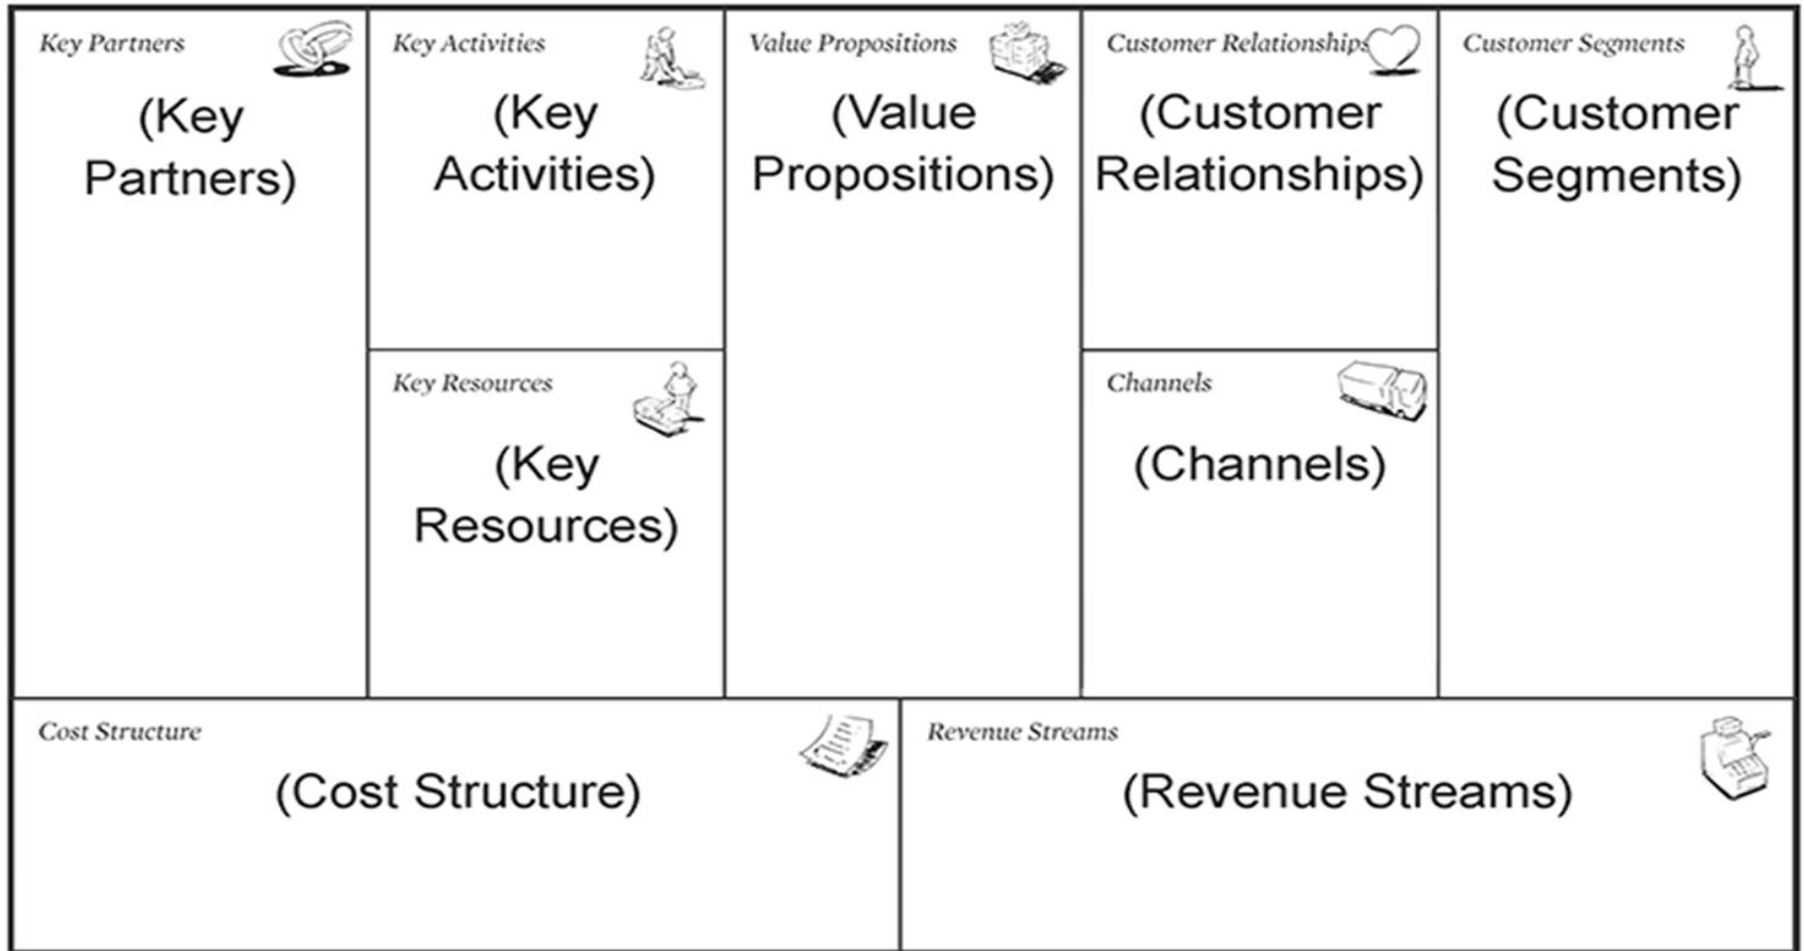 Key Partners
(Key
Partners)
Key Activities
(Key
Activities)
Key Resources
(Key
Resources)
Value Propositions
(Value
Propositions)
Customer Relationships
(Customer
Relationships)
Channels
(Channels)
Customer Segments
(Customer
Segments)
Cost Structure
(Cost Structure)
Revenue Streams
(Revenue Streams)